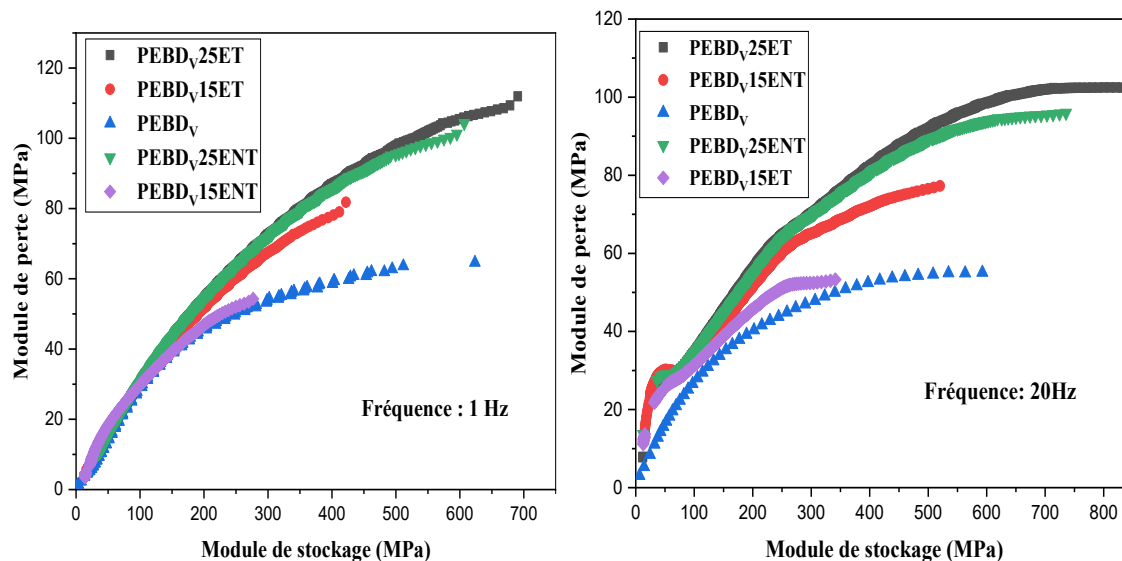 PEBDV25ET
PEBDV15ET
PEBDV
PEBDV25ENT
PEBDV15ENT
Fréquence : 1 Hz
Module de perte (MPa)
120
100
80
60
40
20
0
0 100 200 300 400 500 600 700
Module de stockage (MPa)
PEBDV25ET
PEBDV15ENT
PEBDV
PEBDV25ENT
PEBDV15ET
Fréquence: 20Hz
Module de perte (MPa)
120
100
80
60
40
20
0
0 100 200 300 400 500 600 700 800
Module de stockage (MPa)